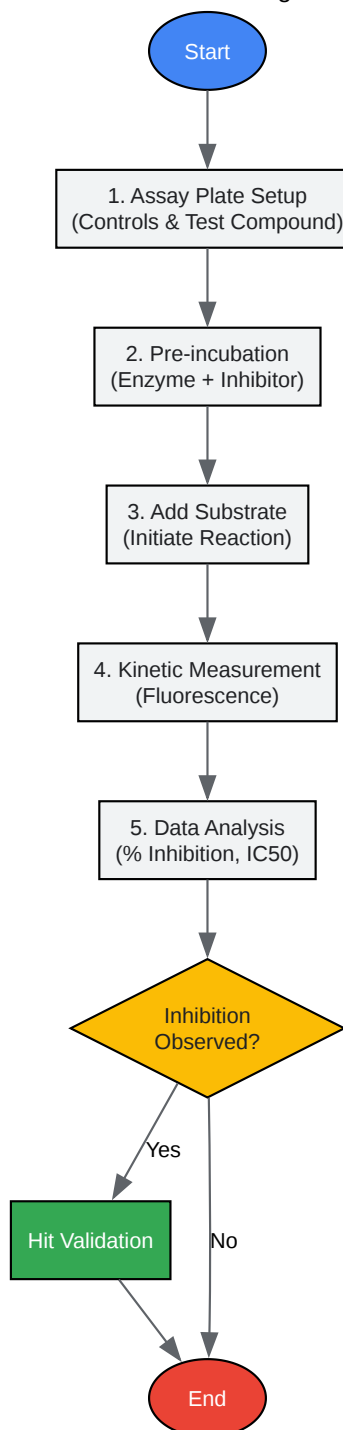 Start
1. Assay Plate Setup
(Controls & Test Compound)
2. Pre-incubation
(Enzyme + Inhibitor)
3. Add Substrate
(Initiate Reaction)
4. Kinetic Measurement
(Fluorescence)
5. Data Analysis
(% Inhibition, IC50)
Inhibition
Observed?
Yes
Hit Validation
No
End